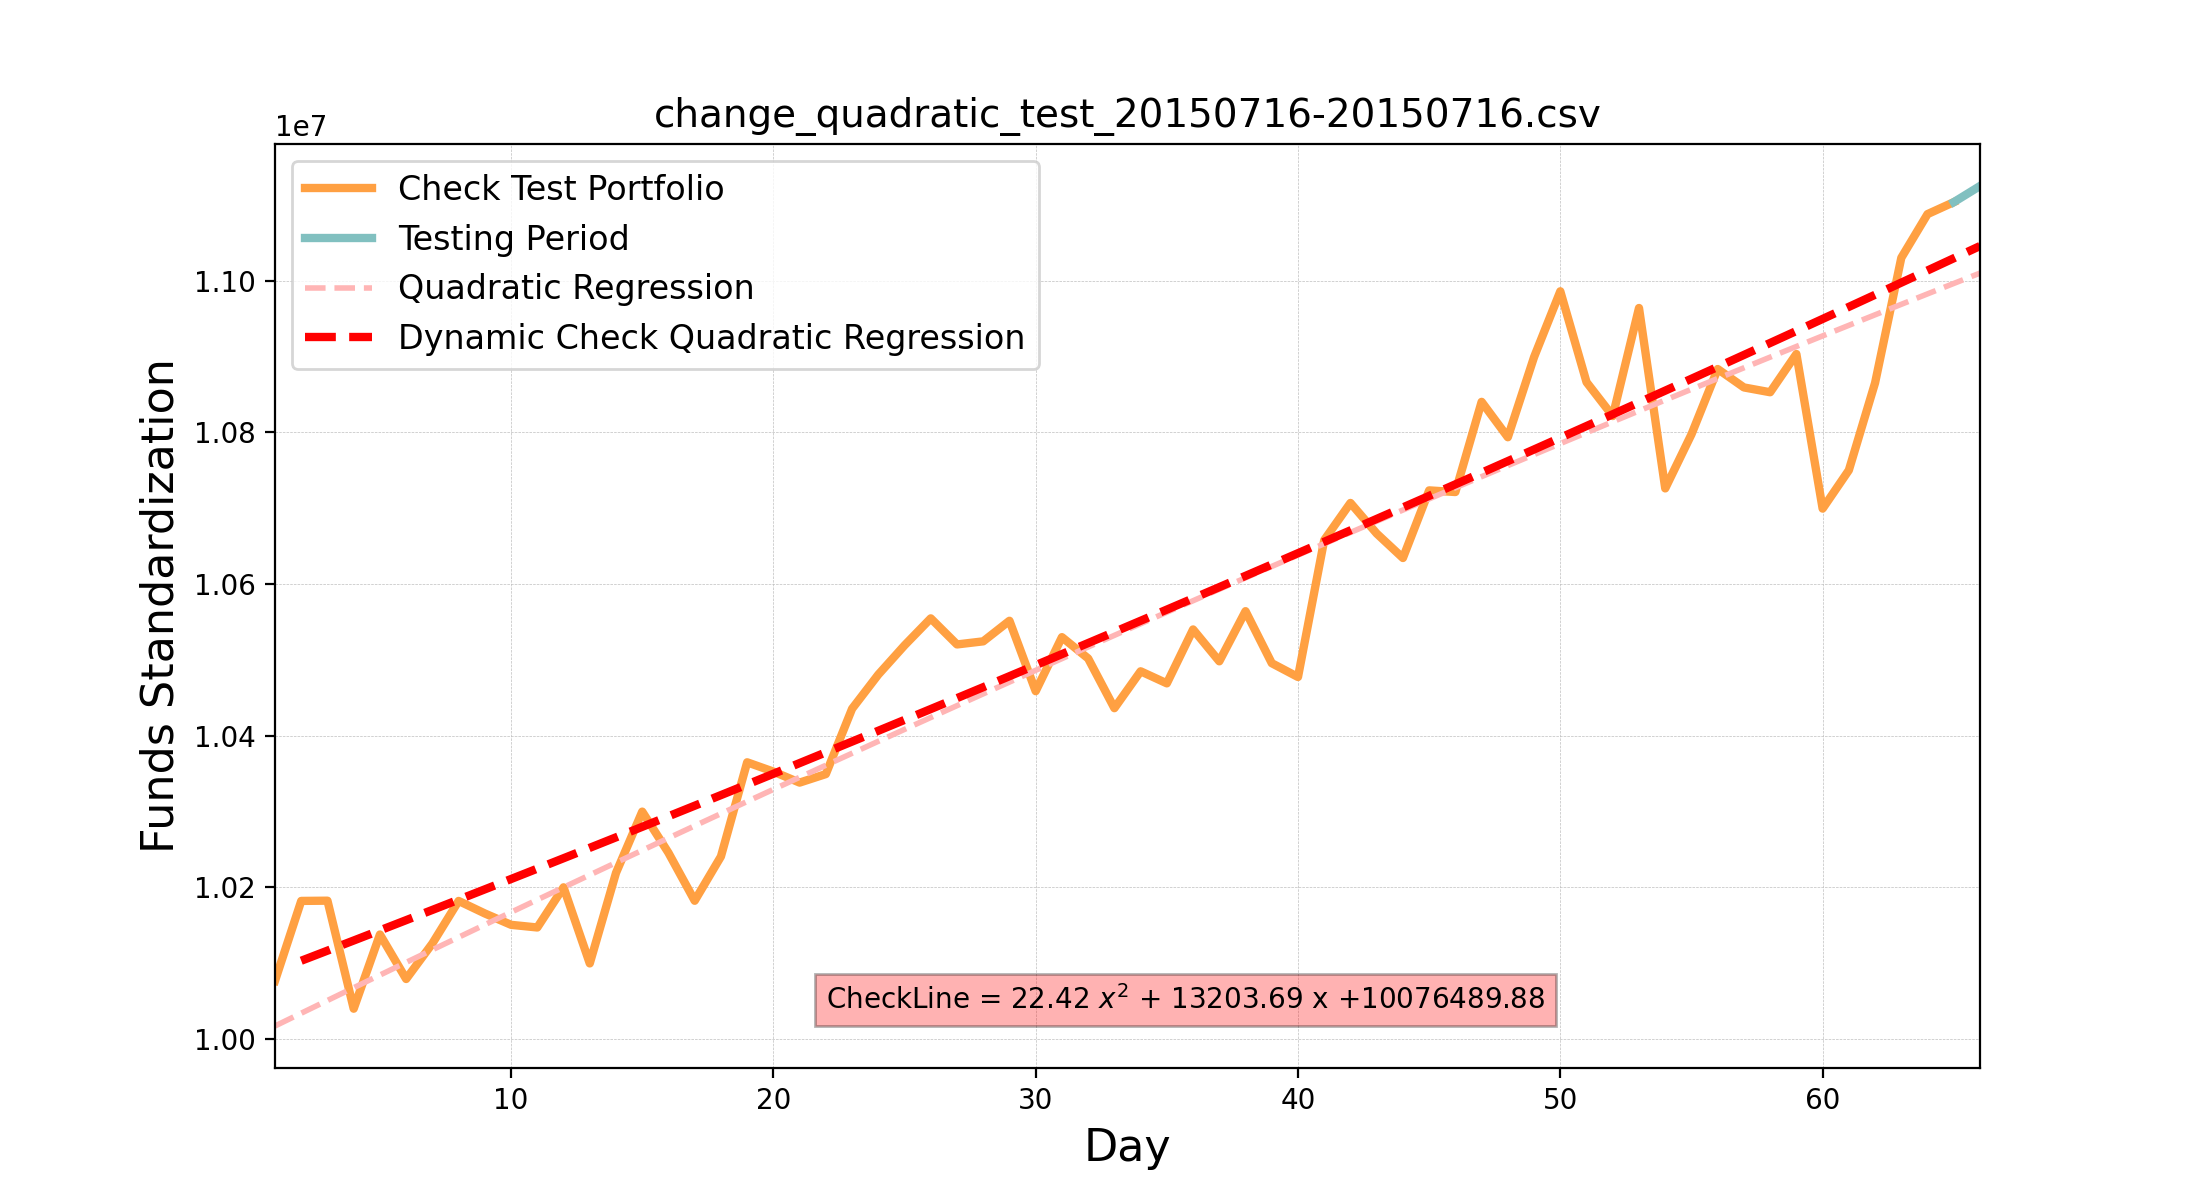 change_quadratic_test_20150716-20150716.csv
1e7
Check Test Portfolio
Testing Period
Quadratic Regression
Dynamic Check Quadratic Regression
1.10
1.08
1.06
1.04
1.02
1.00
Funds Standardization
CheckLine = 22.42 x² + 13203.69 x +10076489.88
10 20 30 40 50 60
Day